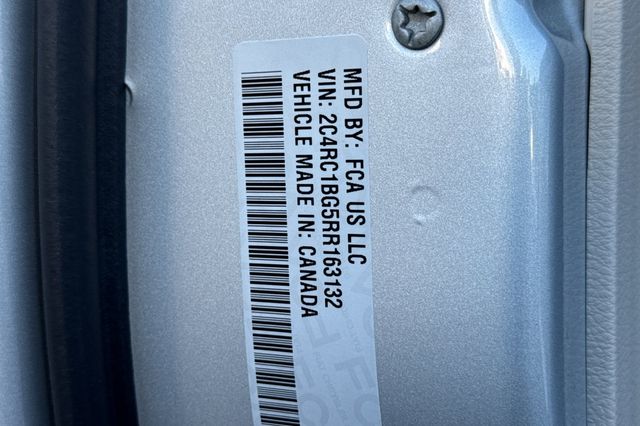 MFD BY: FCA US LLC
VIN: 2C4RC1BG5RR163132
VEHICLE MADE IN: CANADA